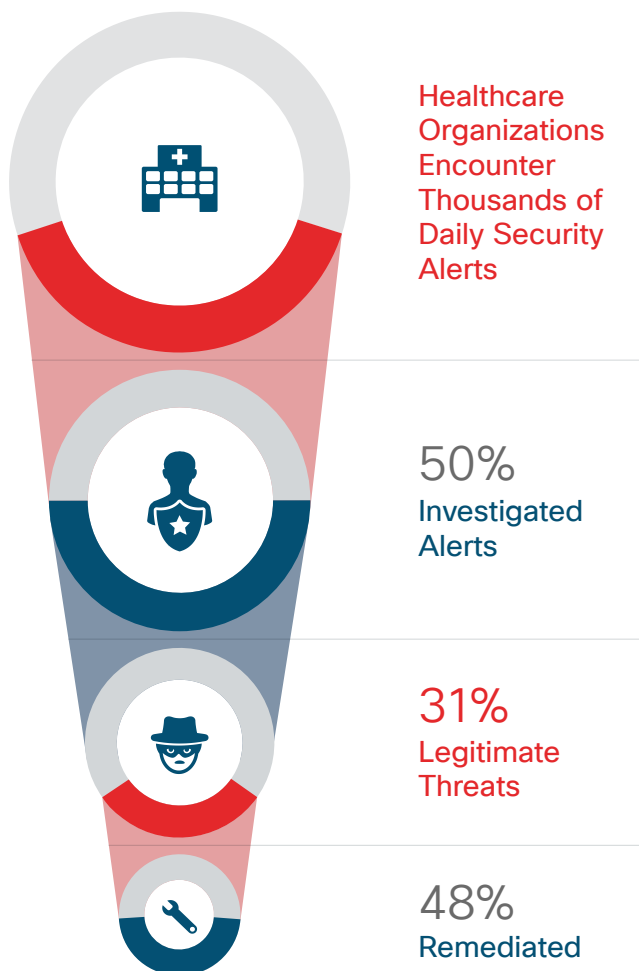 Healthcare
Organizations
Encounter
Thousands of
Daily Security
Alerts
50%
Investigated
Alerts
31%
Legitimate
Threats
48%
Remediated